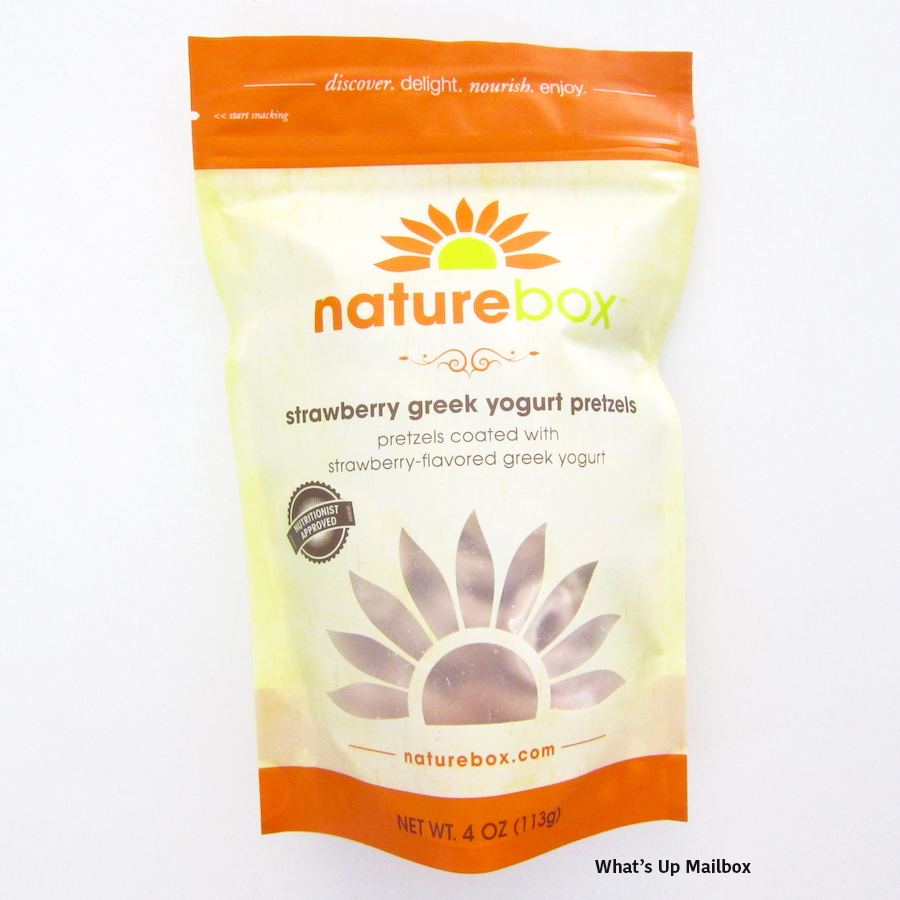 discover. delight. nourish. enjoy.
<< start snacking
naturebox™
strawberry greek yogurt pretzels
pretzels coated with
strawberry-flavored greek yogurt
NUTRITIONIST
APPROVED
naturebox.com
NET WT. 4 OZ (113g)
What's Up Mailbox